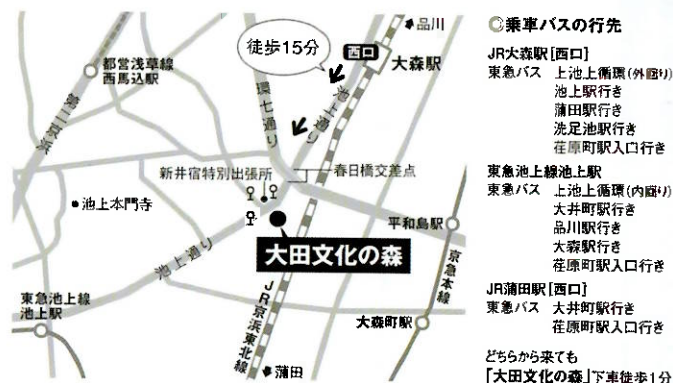 品川
徒歩15分
西口
大森駅
都営浅草線
西馬込駅
第二京浜
環七通り
池上通り
新井宿特別出張所
春日橋交差点
池上本門寺
平和島駅
大田文化の森
池上通り
京急本線
JR京浜東北線
東急池上線
池上駅
大森町駅
蒲田
◎乗車バスの行先
JR大森駅[西口]
東急バス 上池上循環(外廻り)
池上駅行き
蒲田駅行き
洗足池駅行き
荏原町駅入口行き
東急池上線池上駅
東急バス 上池上循環(内廻り)
大井町駅行き
品川駅行き
大森駅行き
荏原町駅入口行き
JR蒲田駅[西口]
東急バス 大井町駅行き
荏原町駅入口行き
どちらから来ても
「大田文化の森」下車徒歩1分